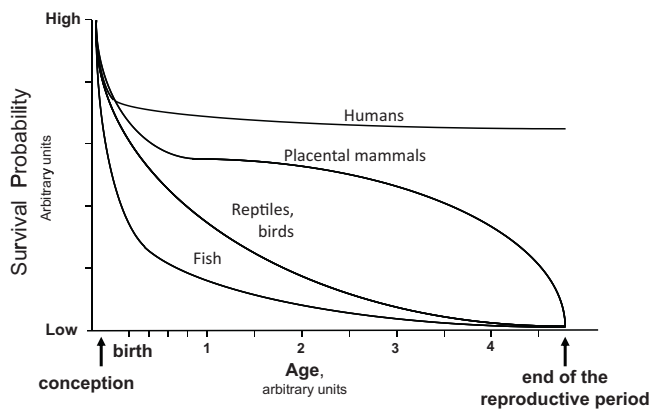 High
Survival Probability
Arbitrary units
Humans
Placental mammals
Reptiles,
birds
Fish
Low
birth
1
2
3
4
Age,
arbitrary units
conception
end of the
reproductive period